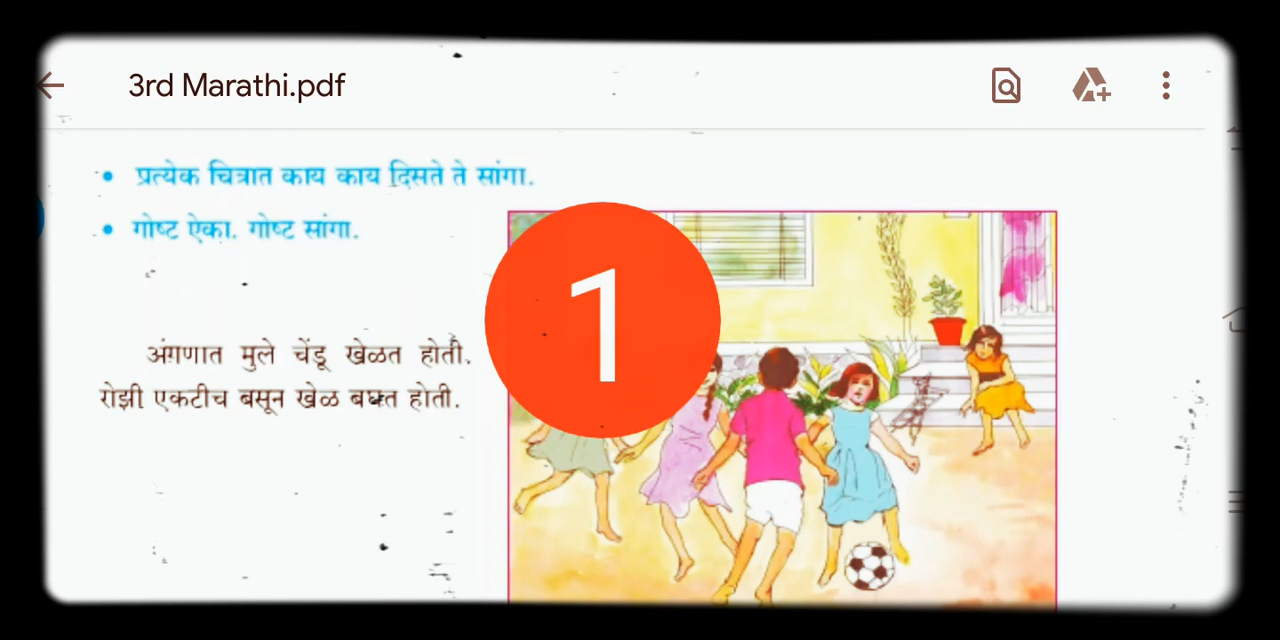 3rd Marathi.pdf
• प्रत्येक चित्रात काय काय दिसते ते सांगा.
• गोष्ट ऐका. गोष्ट सांगा.
1
अंगणात मुले चेंडू खेळत होती.
रोझी एकटीच बसून खेळ बघत होती.